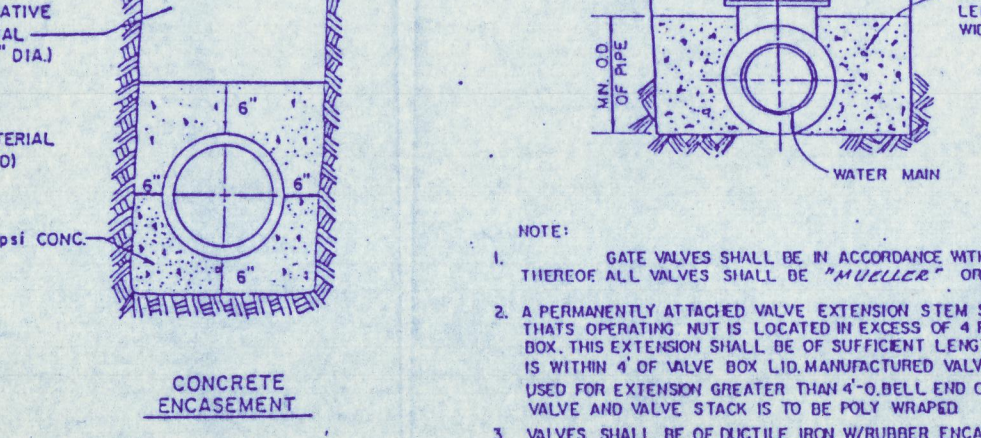 ATIVE
AL
" DIA.)
TERIAL
O)
6"
6"
6"
psi CONC.
6"
CONCRETE
ENCASEMENT
LE
WID
MN. O.D.
OF PIPE
WATER MAIN
NOTE:
1. GATE VALVES SHALL BE IN ACCORDANCE WITH
THEREOF. ALL VALVES SHALL BE "MUELLER" OR
2. A PERMANENTLY ATTACHED VALVE EXTENSION STEM S
THATS OPERATING NUT IS LOCATED IN EXCESS OF 4 F
BOX. THIS EXTENSION SHALL BE OF SUFFICIENT LENG
IS WITHIN 4' OF VALVE BOX LID. MANUFACTURED VALV
USED FOR EXTENSION GREATER THAN 4'-0. BELL END O
VALVE AND VALVE STACK IS TO BE POLY WRAPED
3. VALVES SHALL BE OF DUCTILE IRON W/RUBBER ENCA